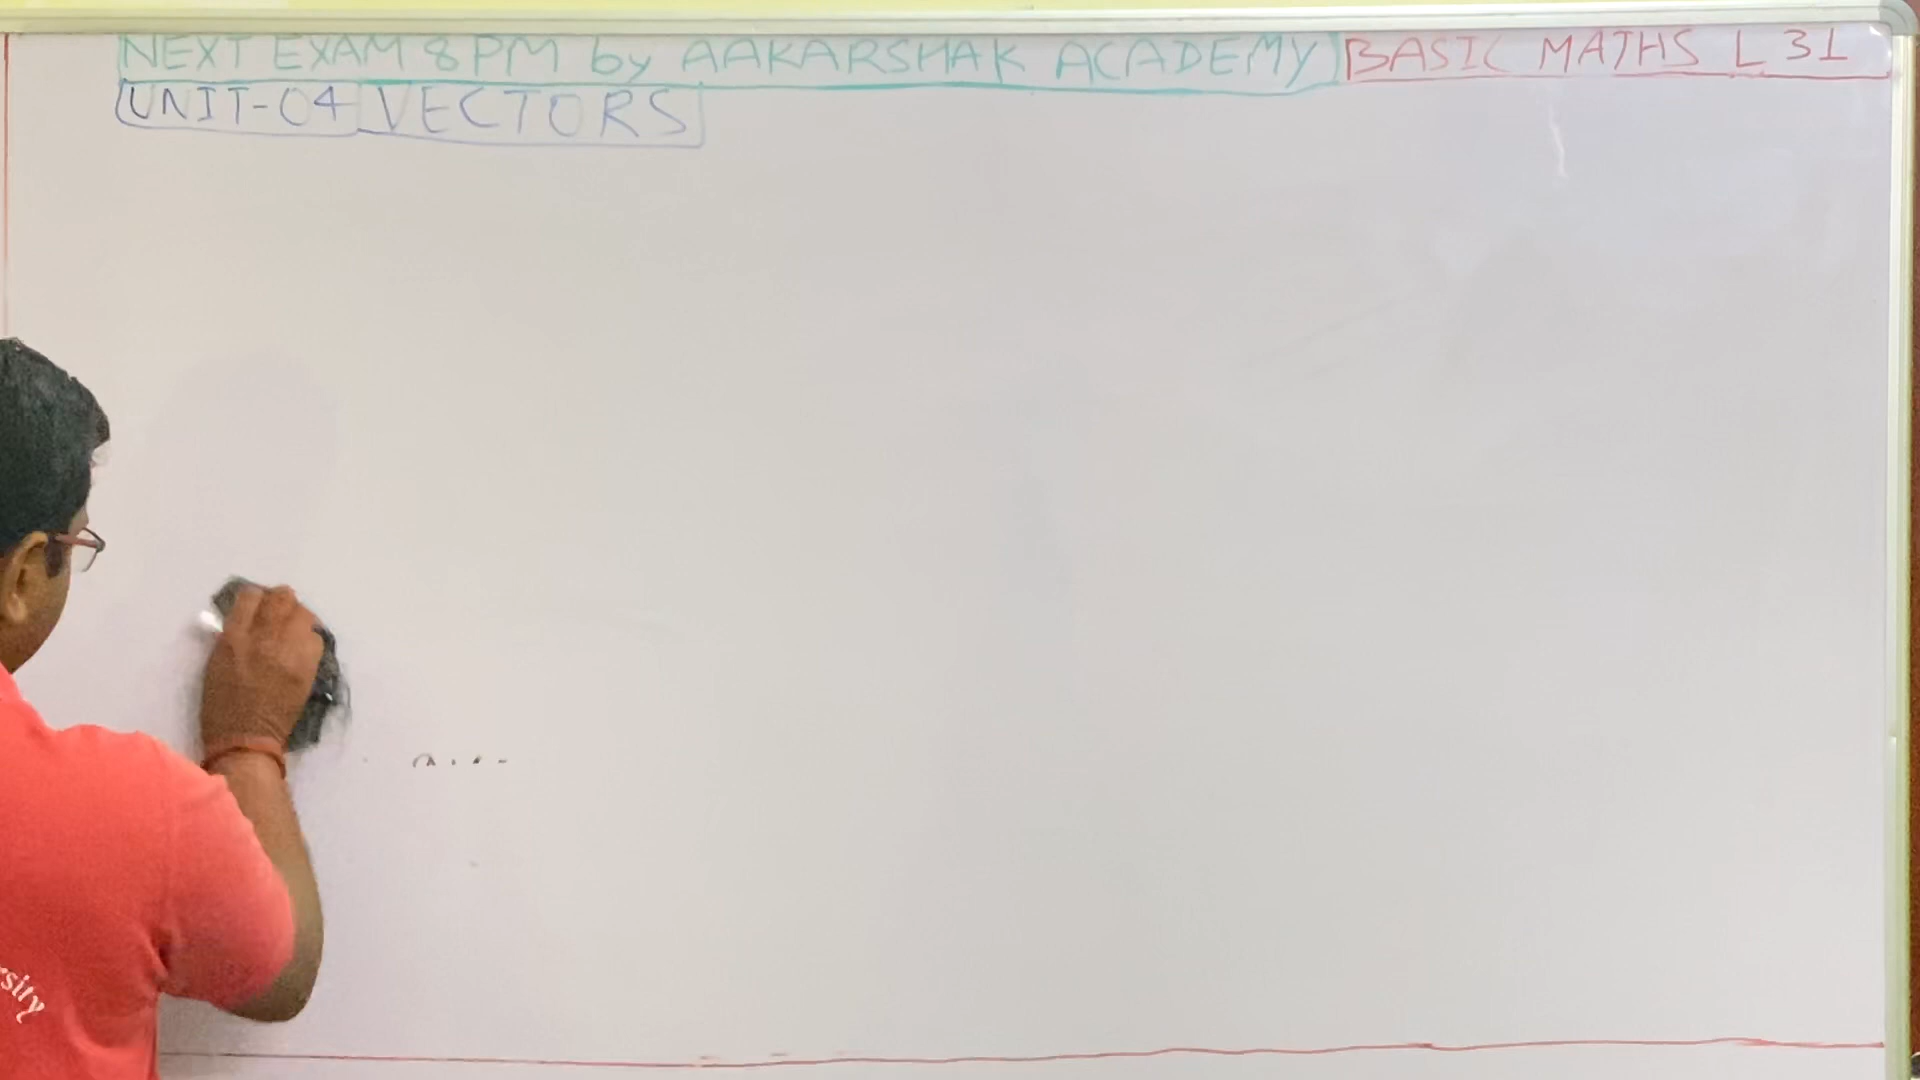 NEXT EXAM 8PM by AAKARSHAK ACADEMY BASIC MATHS L 31
UNIT-04 VECTORS